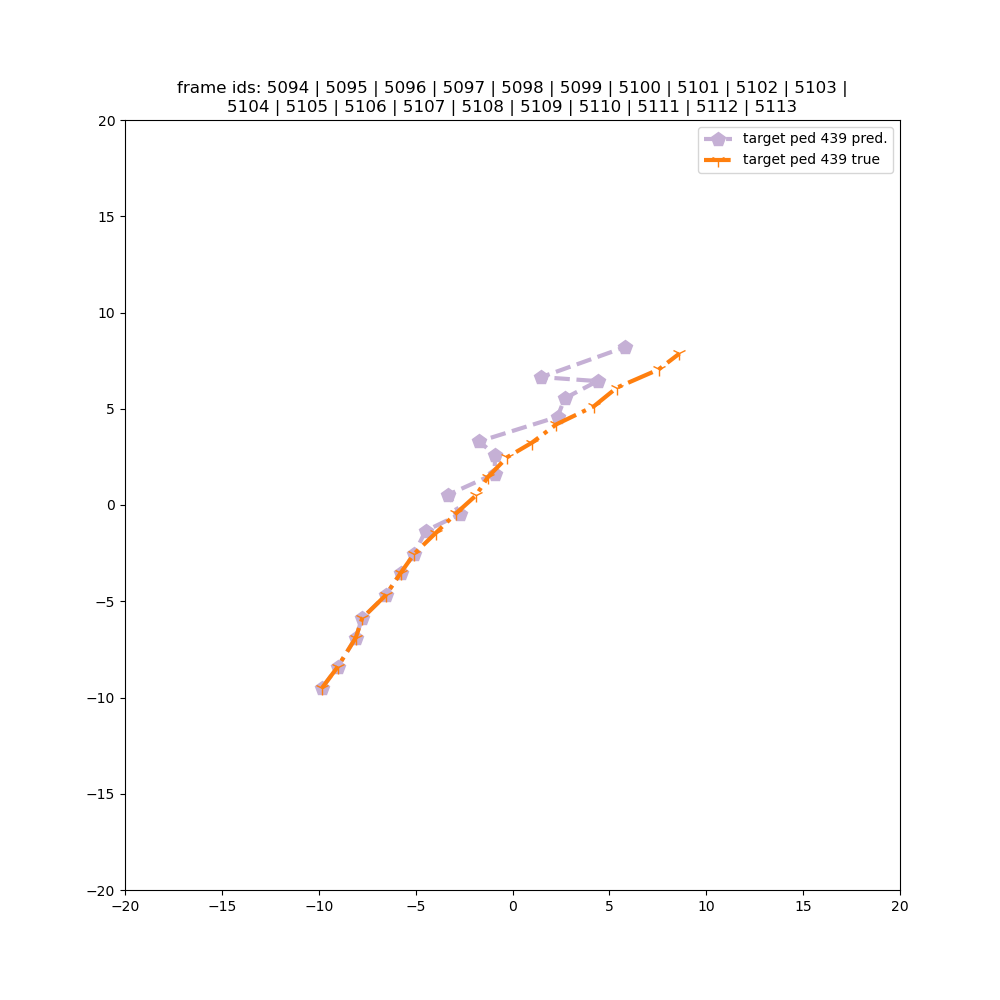 frame ids: 5094 | 5095 | 5096 | 5097 | 5098 | 5099 | 5100 | 5101 | 5102 | 5103 |
5104 | 5105 | 5106 | 5107 | 5108 | 5109 | 5110 | 5111 | 5112 | 5113
target ped 439 pred.
target ped 439 true
20
15
10
5
0
−5
−10
−15
−20
−20 −15 −10 −5 0 5 10 15 20